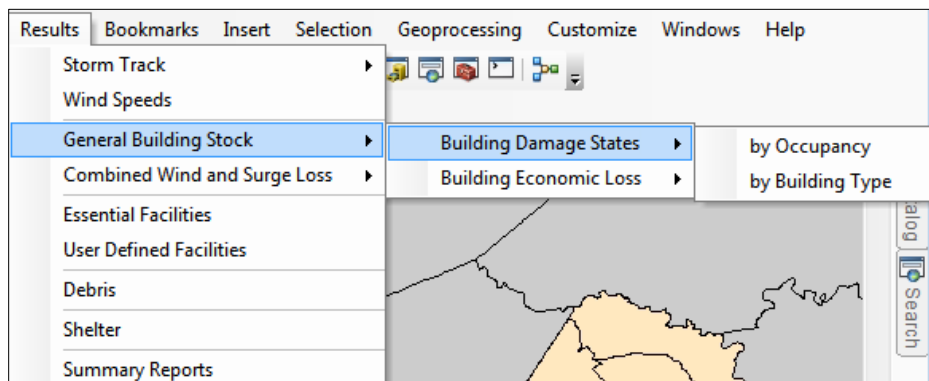 Results Bookmarks Insert Selection Geoprocessing Customize Windows Help
Storm Track
Wind Speeds
General Building Stock
Building Damage States
by Occupancy
by Building Type
Building Economic Loss
Combined Wind and Surge Loss
Essential Facilities
User Defined Facilities
Debris
Shelter
Summary Reports
Search